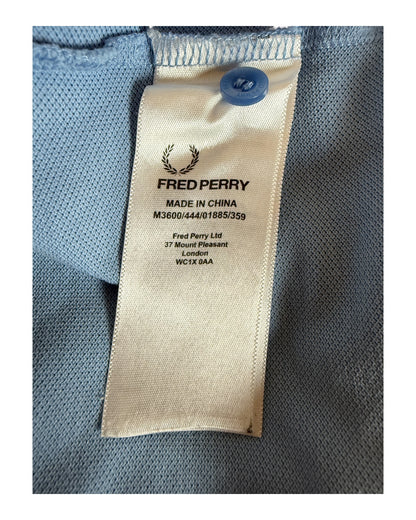 FRED PERRY
MADE IN CHINA
M3600/444/01885/359
Fred Perry Ltd
37 Mount Pleasant
London
WC1X 0AA